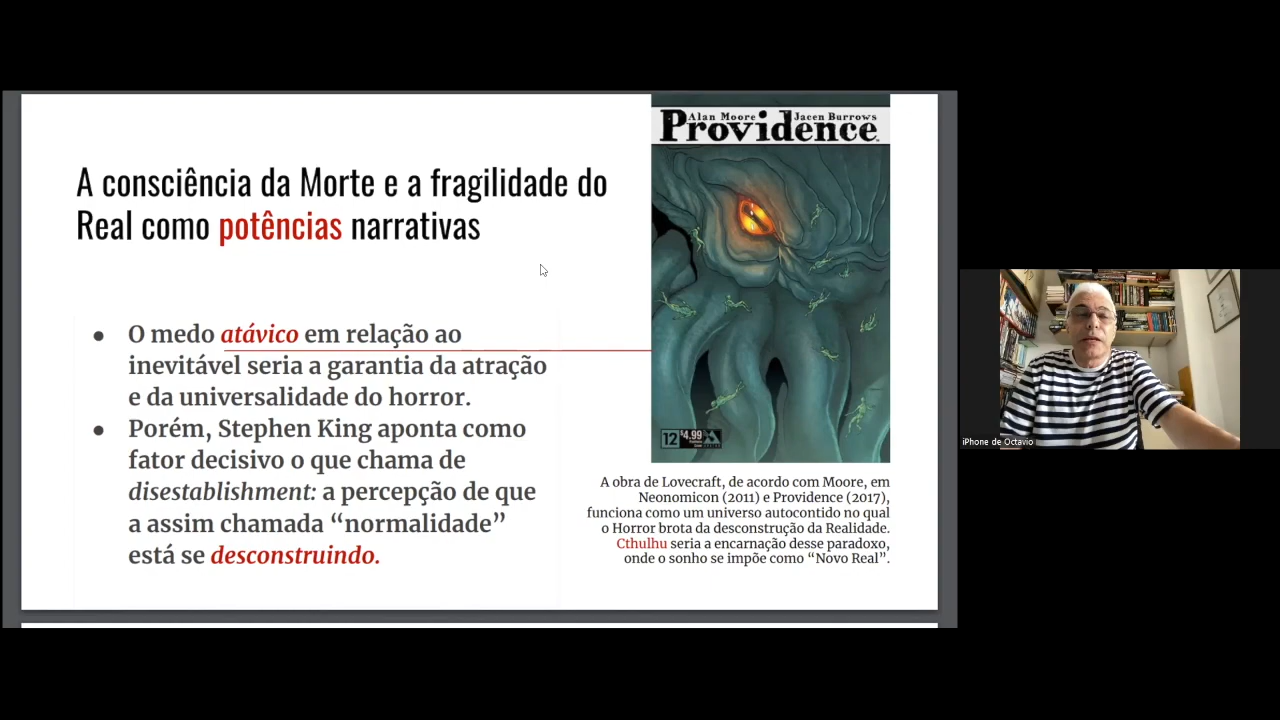 A consciência da Morte e a fragilidade do
Real como potências narrativas
● O medo atávico em relação ao
inevitável seria a garantia da atração
e da universalidade do horror.
● Porém, Stephen King aponta como
fator decisivo o que chama de
disestablishment: a percepção de que
a assim chamada “normalidade”
está se desconstruindo.
Alan Moore Jacen Burrows
Providence
12 $4.99
A obra de Lovecraft, de acordo com Moore, em
Neonomicon (2011) e Providence (2017),
funciona como um universo autocontido no qual
o Horror brota da desconstrução da Realidade.
Cthulhu seria a encarnação desse paradoxo,
onde o sonho se impõe como “Novo Real”.
iPhone de Octavio